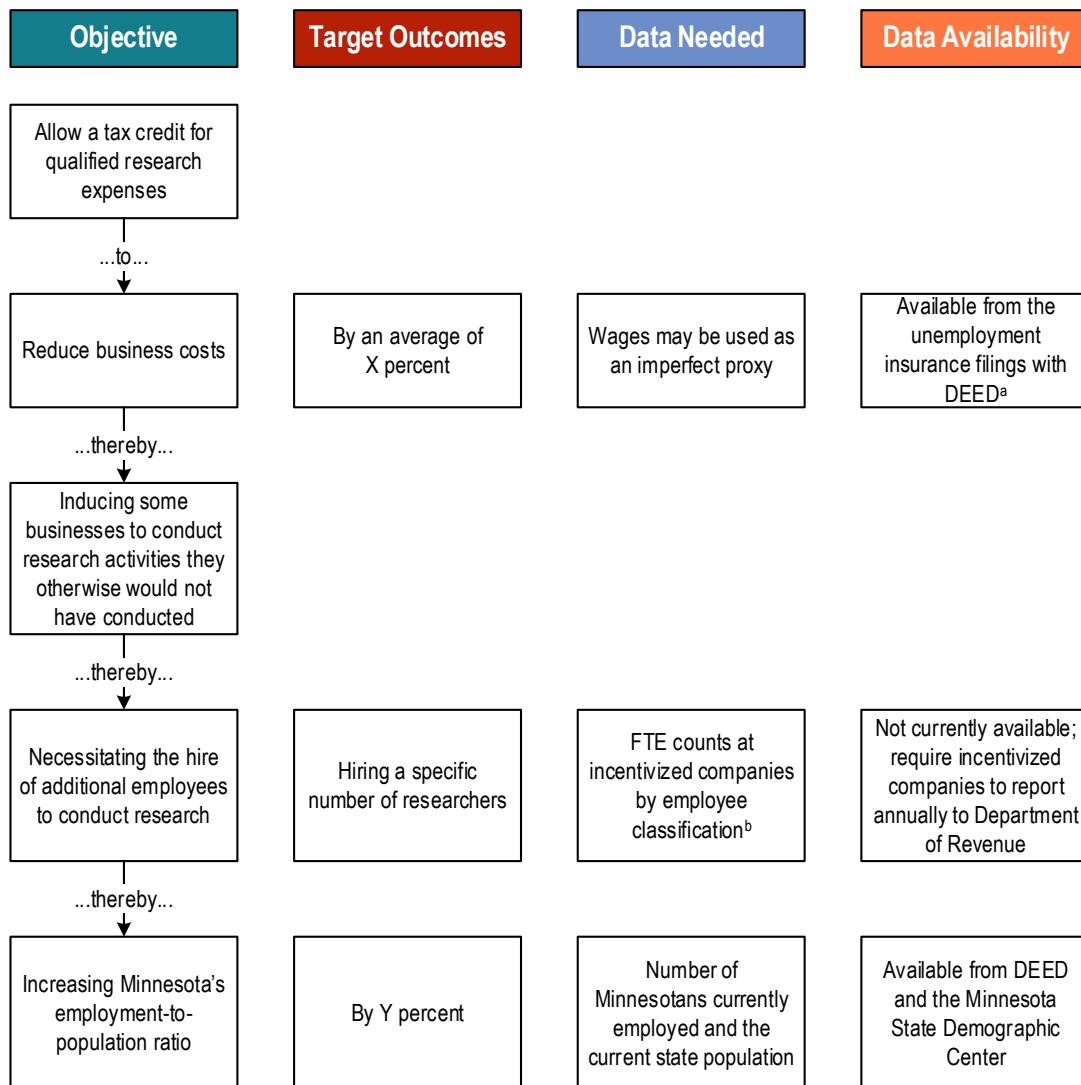 Objective
Target Outcomes
Data Needed
Data Availability
Allow a tax credit for
qualified research
expenses
...to...
Reduce business costs
By an average of
X percent
Wages may be used as
an imperfect proxy
Available from the
unemployment
insurance filings with
DEEDᵃ
...thereby...
Inducing some
businesses to conduct
research activities they
otherwise would not
have conducted
...thereby...
Necessitating the hire
of additional employees
to conduct research
Hiring a specific
number of researchers
FTE counts at
incentivized companies
by employee
classificationᵇ
Not currently available;
require incentivized
companies to report
annually to Department
of Revenue
...thereby...
Increasing Minnesota’s
employment-to-
population ratio
By Y percent
Number of
Minnesotans currently
employed and the
current state population
Available from DEED
and the Minnesota
State Demographic
Center